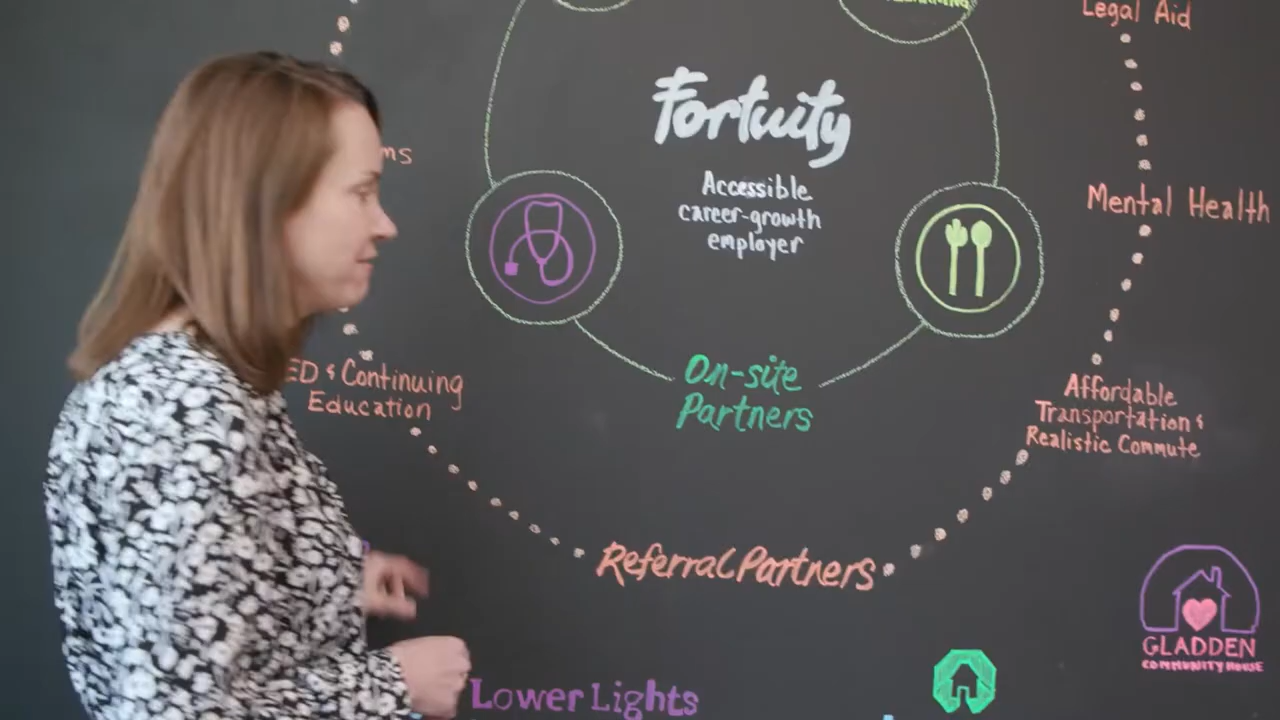 Legal Aid
Fortuity
Accessible
career-growth
employer
Mental Health
On-site
Partners
ED & Continuing
Education
Affordable
Transportation &
Realistic Commute
Referral Partners
GLADDEN
COMMUNITY HOUSE
Lower Lights